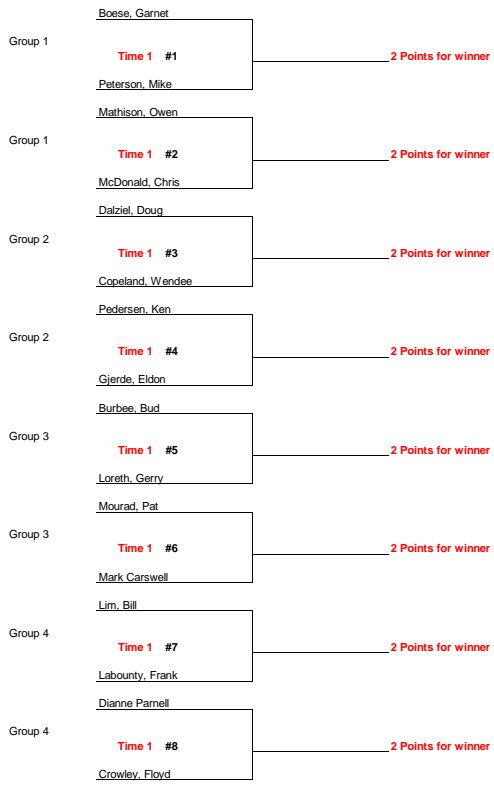 Boese, Garnet
Group 1
Time 1 #1 2 Points for winner
Peterson, Mike
Mathison, Owen
Group 1
Time 1 #2 2 Points for winner
McDonald, Chris
Dalziel, Doug
Group 2
Time 1 #3 2 Points for winner
Copeland, Wendee
Pedersen, Ken
Group 2
Time 1 #4 2 Points for winner
Gjerde, Eldon
Burbee, Bud
Group 3
Time 1 #5 2 Points for winner
Loreth, Gerry
Mourad, Pat
Group 3
Time 1 #6 2 Points for winner
Mark Carswell
Lim, Bill
Group 4
Time 1 #7 2 Points for winner
Labounty, Frank
Dianne Parnell
Group 4
Time 1 #8 2 Points for winner
Crowley, Floyd